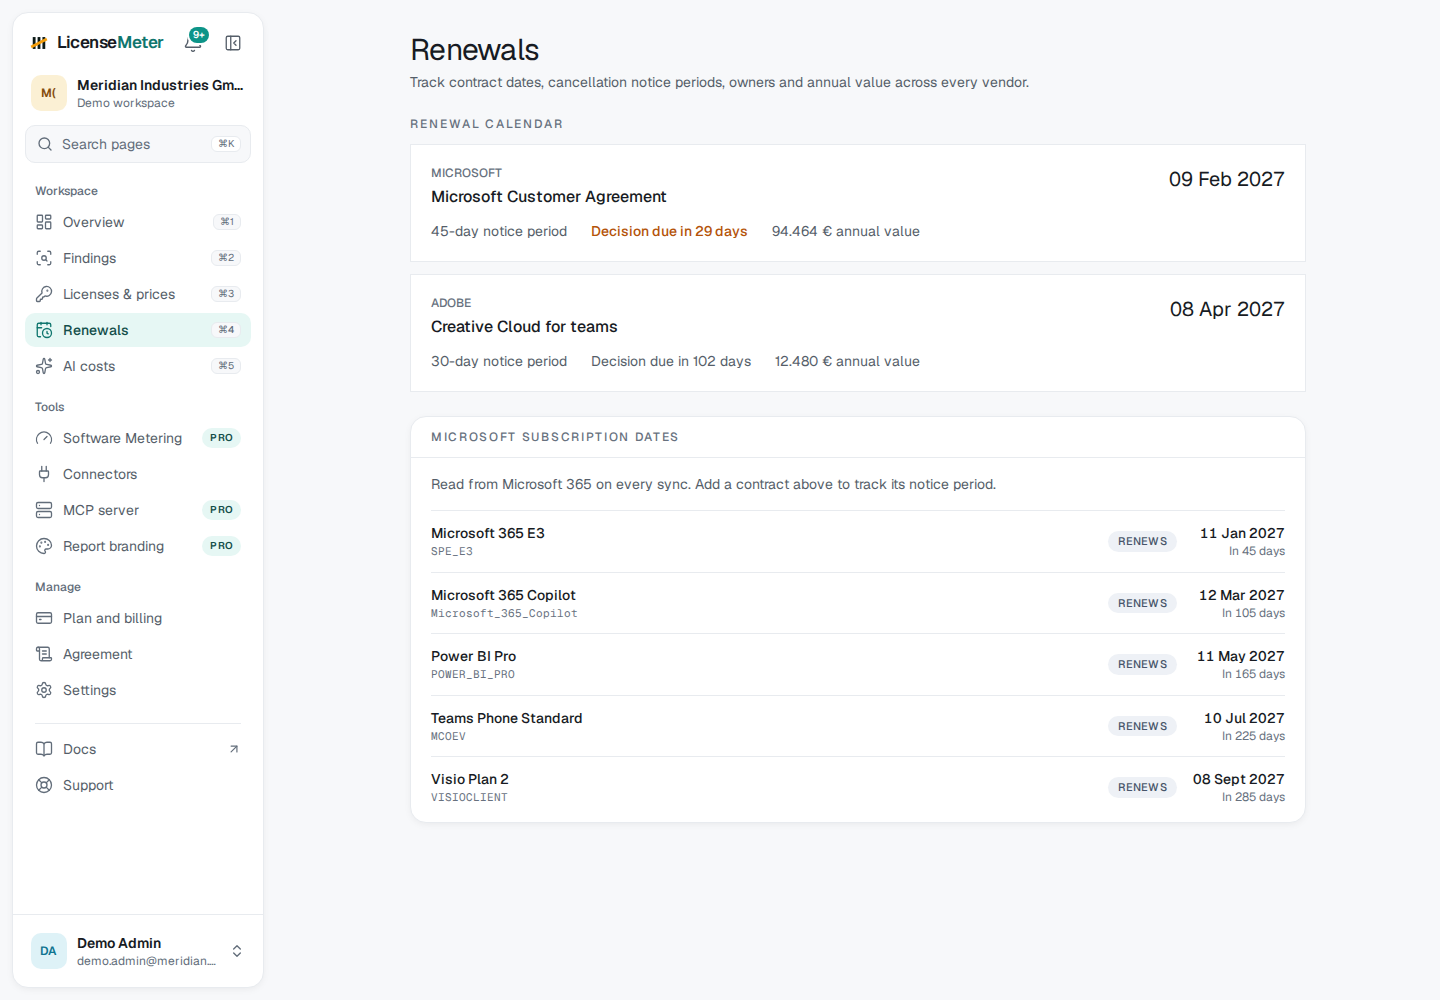 LicenseMeter
9+
M(
Meridian Industries Gm...
Demo workspace
Search pages ⌘K
Workspace
Overview ⌘1
Findings ⌘2
Licenses & prices ⌘3
Renewals ⌘4
AI costs ⌘5
Tools
Software Metering PRO
Connectors
MCP server PRO
Report branding PRO
Manage
Plan and billing
Agreement
Settings
Docs
Support
DA
Demo Admin
demo.admin@meridian....
Renewals
Track contract dates, cancellation notice periods, owners and annual value across every vendor.
RENEWAL CALENDAR
MICROSOFT
Microsoft Customer Agreement
09 Feb 2027
45-day notice period Decision due in 29 days 94.464 € annual value
ADOBE
Creative Cloud for teams
08 Apr 2027
30-day notice period Decision due in 102 days 12.480 € annual value
MICROSOFT SUBSCRIPTION DATES
Read from Microsoft 365 on every sync. Add a contract above to track its notice period.
Microsoft 365 E3
SPE_E3
RENEWS
11 Jan 2027
In 45 days
Microsoft 365 Copilot
Microsoft_365_Copilot
RENEWS
12 Mar 2027
In 105 days
Power BI Pro
POWER_BI_PRO
RENEWS
11 May 2027
In 165 days
Teams Phone Standard
MCOEV
RENEWS
10 Jul 2027
In 225 days
Visio Plan 2
VISIOCLIENT
RENEWS
08 Sept 2027
In 285 days